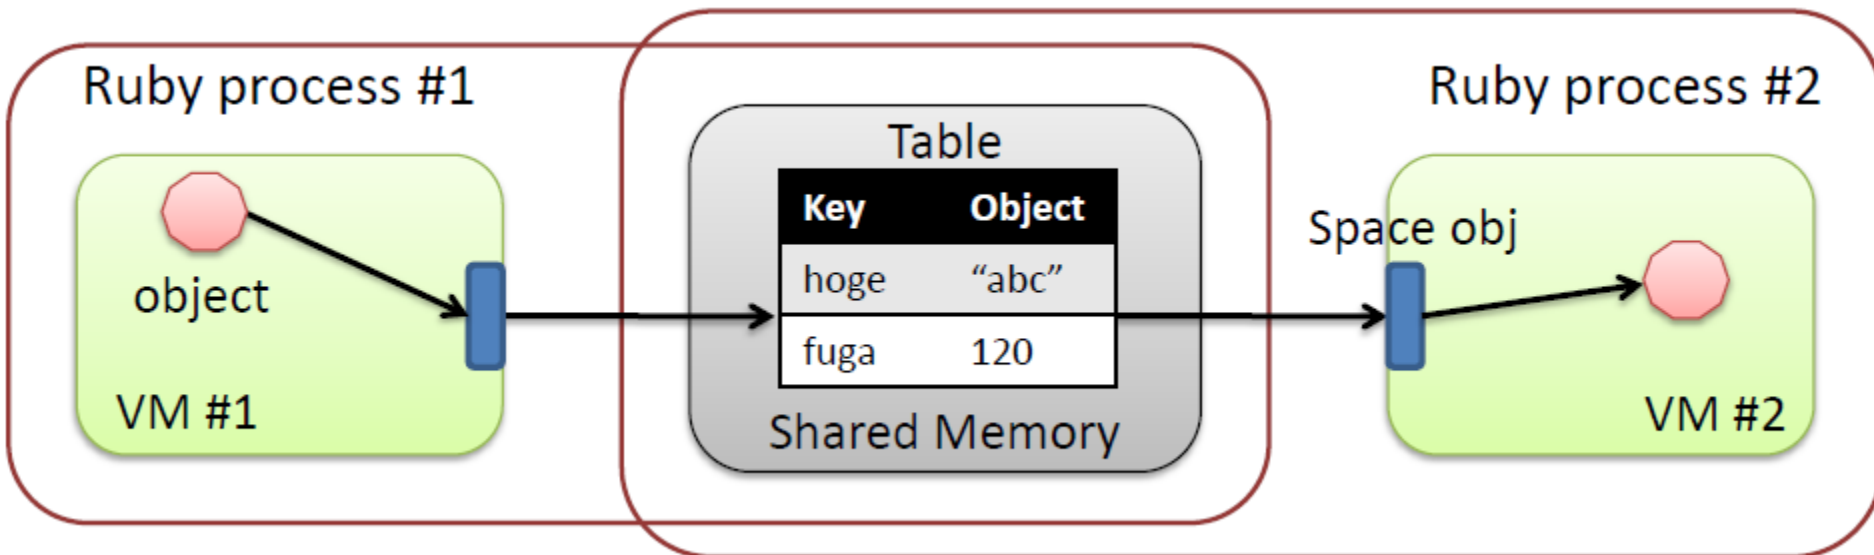 Ruby process #1
object
VM #1
Table
Key Object
hoge “abc”
fuga 120
Shared Memory
Ruby process #2
Space obj
VM #2